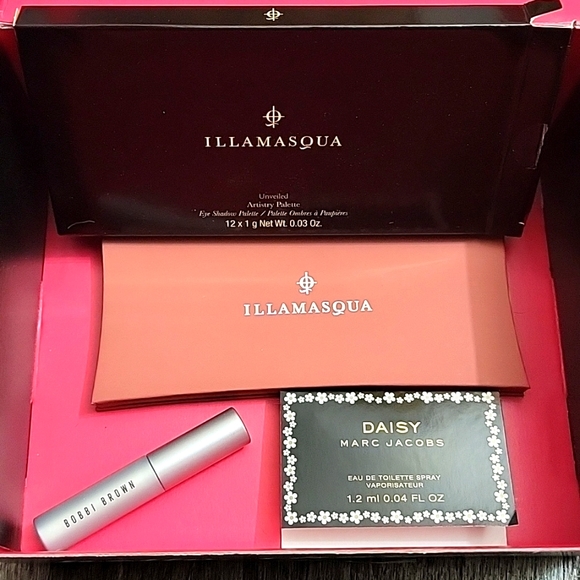 ILLAMASQUA
Unveiled
Artistry Palette
Eye Shadow Palette / Palette Ombres à Paupières
12 x 1 g Net Wt. 0.03 Oz.
ILLAMASQUA
DAISY
MARC JACOBS
EAU DE TOILETTE SPRAY
VAPORISATEUR
1.2 ml 0.04 FL OZ
BOBBI BROWN